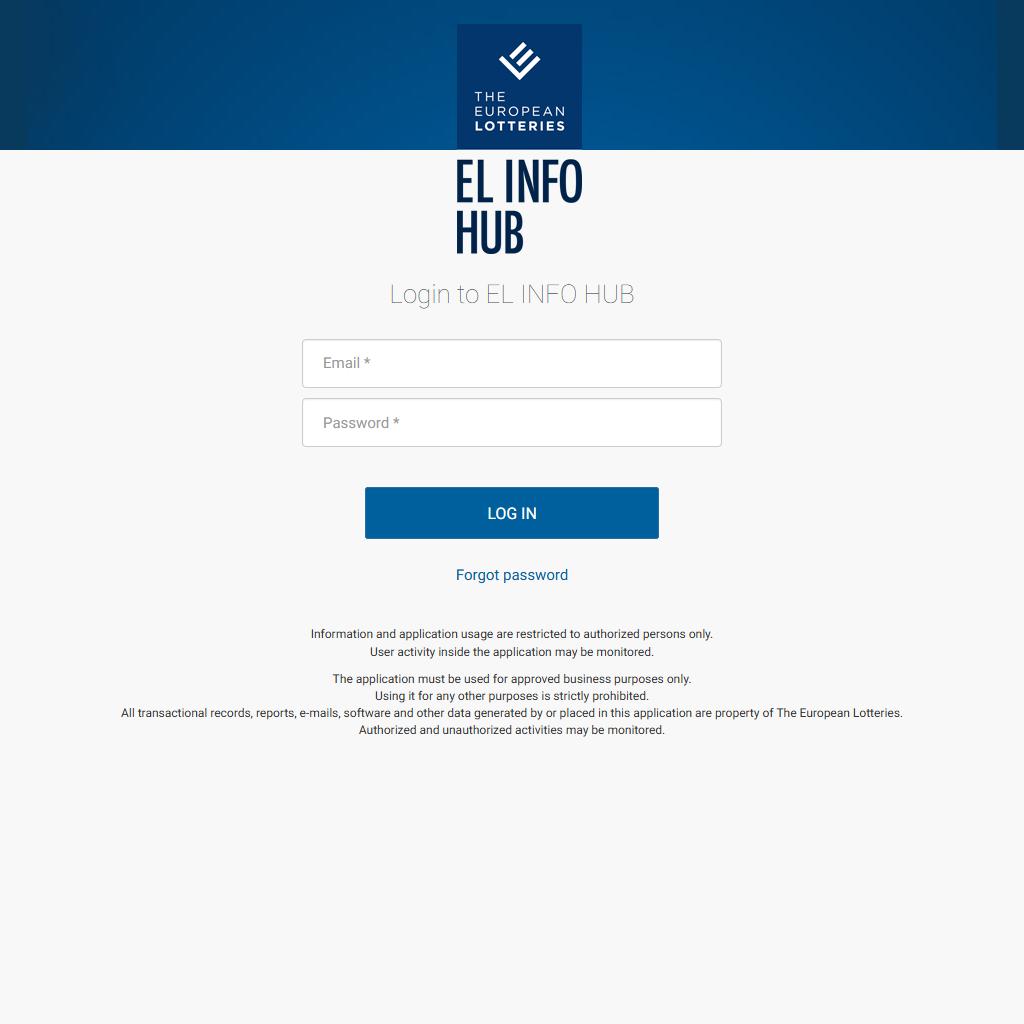 THE
EUROPEAN
LOTTERIES
EL INFO
HUB
Login to EL INFO HUB
Email *
Password *
LOG IN
Forgot password
Information and application usage are restricted to authorized persons only.
User activity inside the application may be monitored.
The application must be used for approved business purposes only.
Using it for any other purposes is strictly prohibited.
All transactional records, reports, e-mails, software and other data generated by or placed in this application are property of The European Lotteries.
Authorized and unauthorized activities may be monitored.